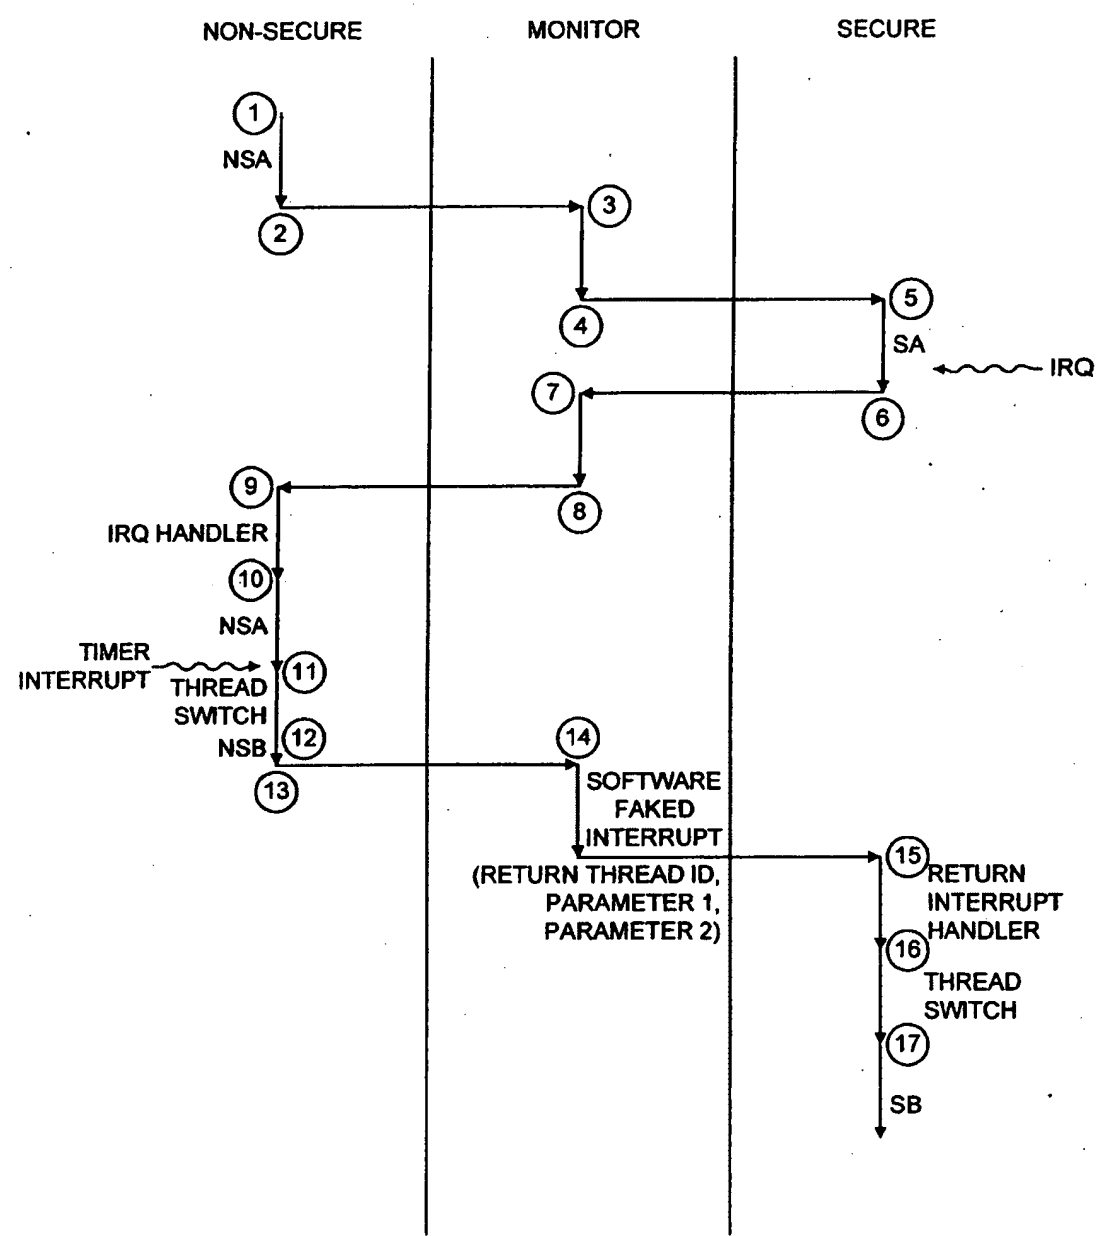 NON-SECURE
MONITOR
SECURE
1
NSA
2
3
4
5
SA
IRQ
6
7
8
9
IRQ HANDLER
10
NSA
TIMER
INTERRUPT
11
THREAD
SWITCH
NSB
12
13
14
SOFTWARE
FAKED
INTERRUPT
(RETURN THREAD ID,
PARAMETER 1,
PARAMETER 2)
15
RETURN
INTERRUPT
HANDLER
16
THREAD
SWITCH
17
SB